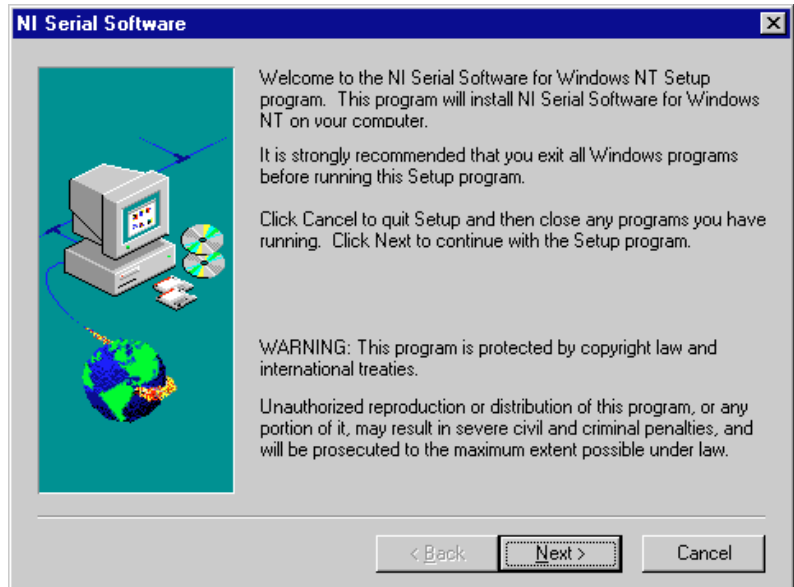 NI Serial Software
Welcome to the NI Serial Software for Windows NT Setup
program. This program will install NI Serial Software for Windows
NT on your computer.
It is strongly recommended that you exit all Windows programs
before running this Setup program.
Click Cancel to quit Setup and then close any programs you have
running. Click Next to continue with the Setup program.
WARNING: This program is protected by copyright law and
international treaties.
Unauthorized reproduction or distribution of this program, or any
portion of it, may result in severe civil and criminal penalties, and
will be prosecuted to the maximum extent possible under law.
< Back Next > Cancel